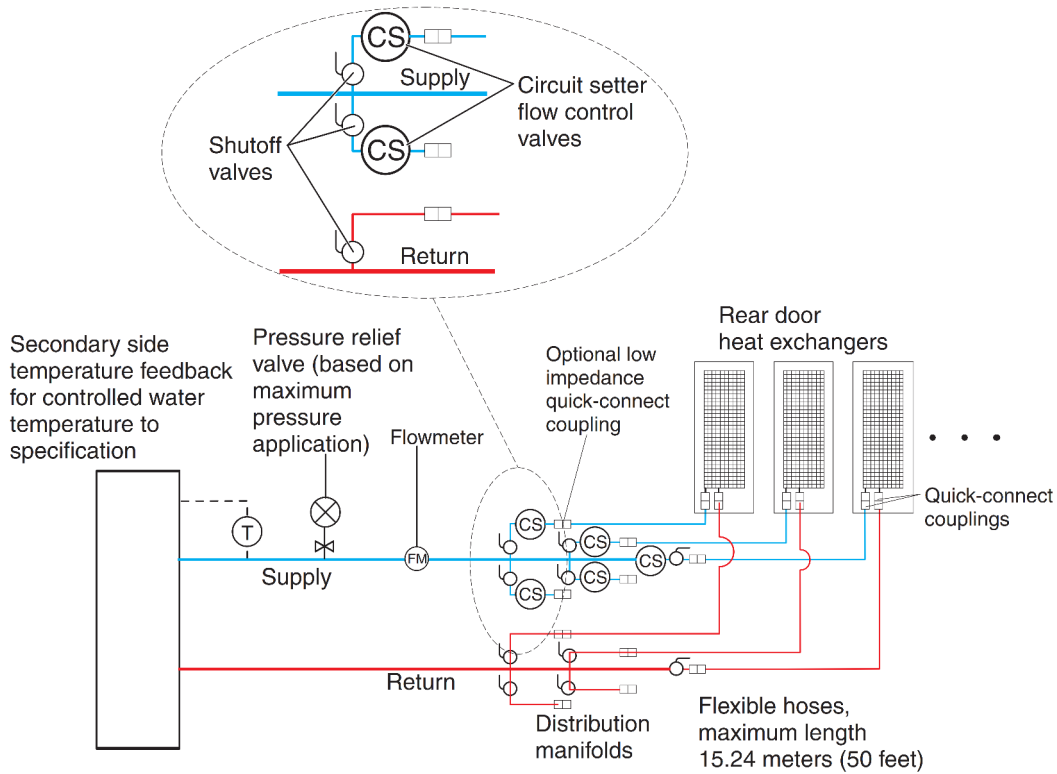 CS
Supply
CS
Circuit setter
flow control
valves
Shutoff
valves
Return
Secondary side
temperature feedback
for controlled water
temperature to
specification
Pressure relief
valve (based on
maximum
pressure
application)
Flowmeter
Optional low
impedance
quick-connect
coupling
Rear door
heat exchangers
• • •
Quick-connect
couplings
T
Supply
FM
CS
CS
CS
CS
CS
Return
Distribution
manifolds
Flexible hoses,
maximum length
15.24 meters (50 feet)